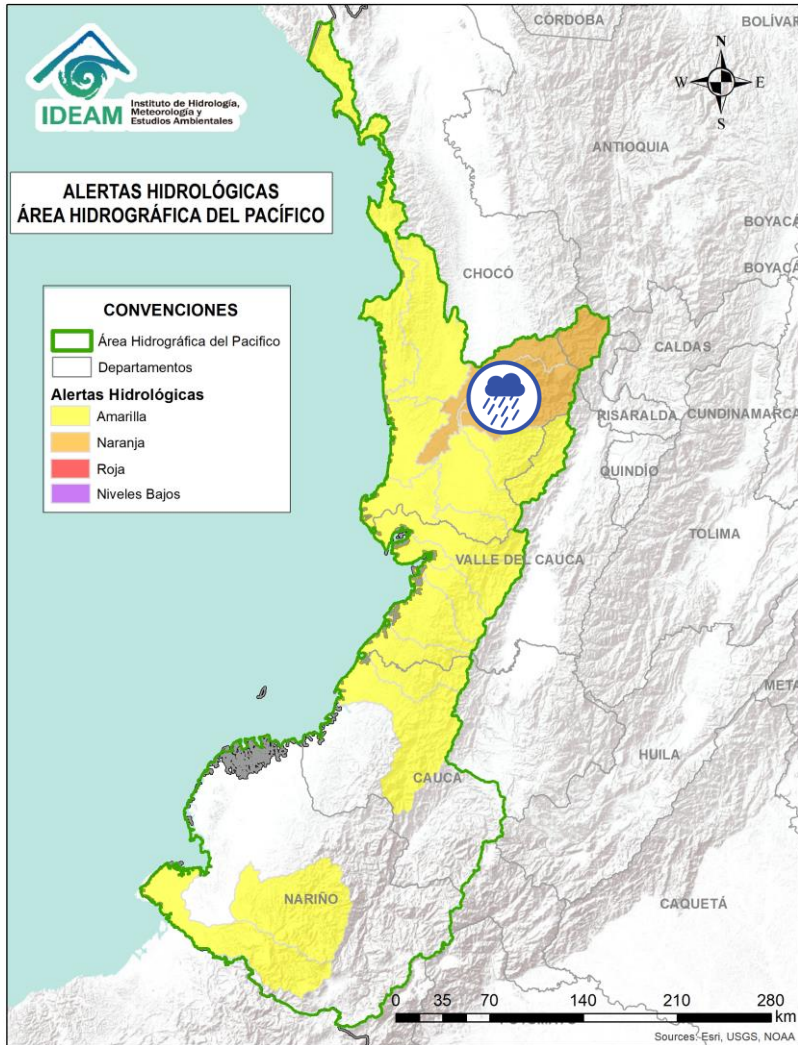 CÓRDOBA
BOLÍVAR
IDEAM
Instituto de Hidrología,
Meteorología y
Estudios Ambientales
N
W
E
S
ANTIOQUIA
ALERTAS HIDROLÓGICAS
ÁREA HIDROGRÁFICA DEL PACÍFICO
BOYACÁ
BOYACÁ
CHOCÓ
CONVENCIONES
Área Hidrográfica del Pacifico
Departamentos
Alertas Hidrológicas
Amarilla
Naranja
Roja
Niveles Bajos
CALDAS
RISARALDA
CUNDINAMARCA
QUINDÍO
TOLIMA
VALLE DEL CAUCA
META
HUILA
CAUCA
NARIÑO
CAQUETÁ
0 35 70 140 210 280
km
Sources: Esri, USGS, NOAA